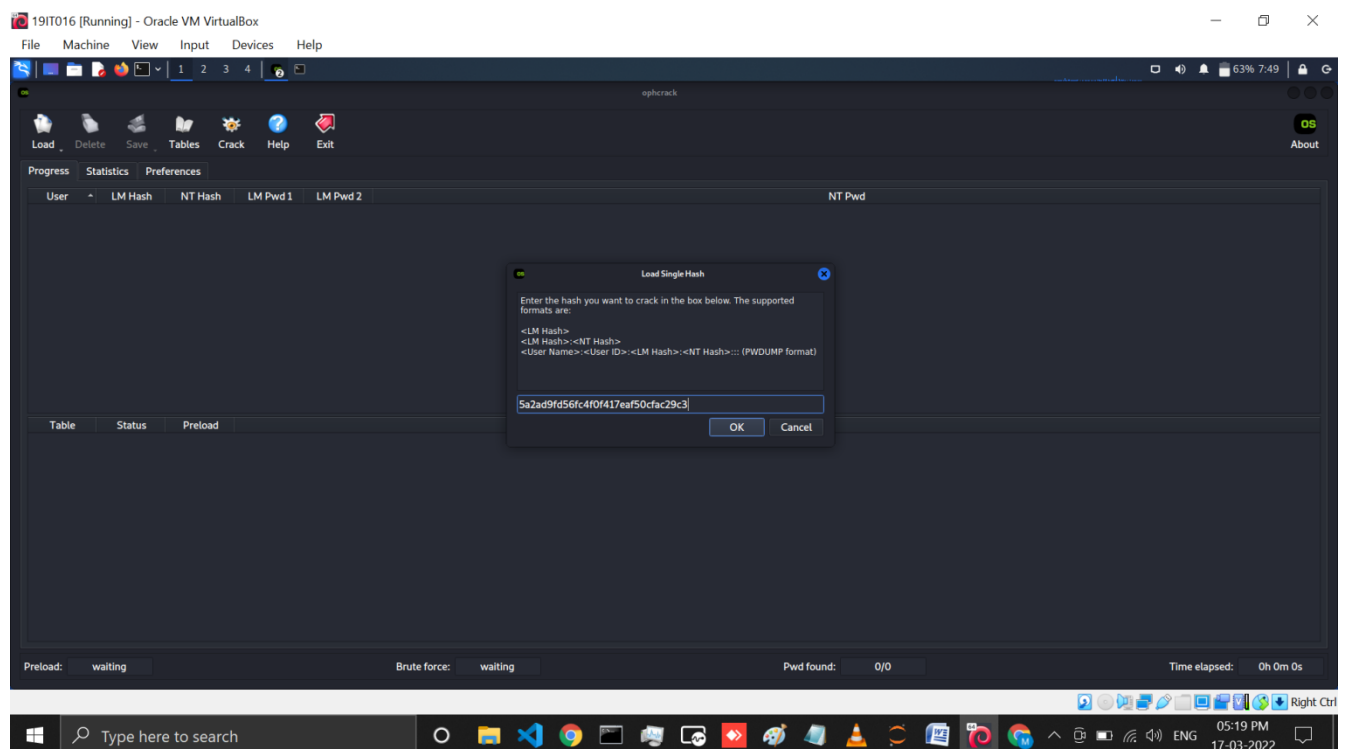 19IT016 [Running] - Oracle VM VirtualBox
File Machine View Input Devices Help
1 2 3 4 63% 7:49
ophcrack
Load Delete Save Tables Crack Help Exit
OS
About
Progress Statistics Preferences
User LM Hash NT Hash LM Pwd 1 LM Pwd 2 NT Pwd
Load Single Hash
Enter the hash you want to crack in the box below. The supported
formats are:
<LM Hash>
<LM Hash>:<NT Hash>
<User Name>:<User ID>:<LM Hash>:<NT Hash>::: (PWDUMP format)
5a2ad9fd56fc4f0f417eaf50cfac29c3
OK Cancel
Table Status Preload
Preload: waiting Brute force: waiting Pwd found: 0/0 Time elapsed: 0h 0m 0s
Right Ctrl
Type here to search
ENG
05:19 PM
17-03-2022